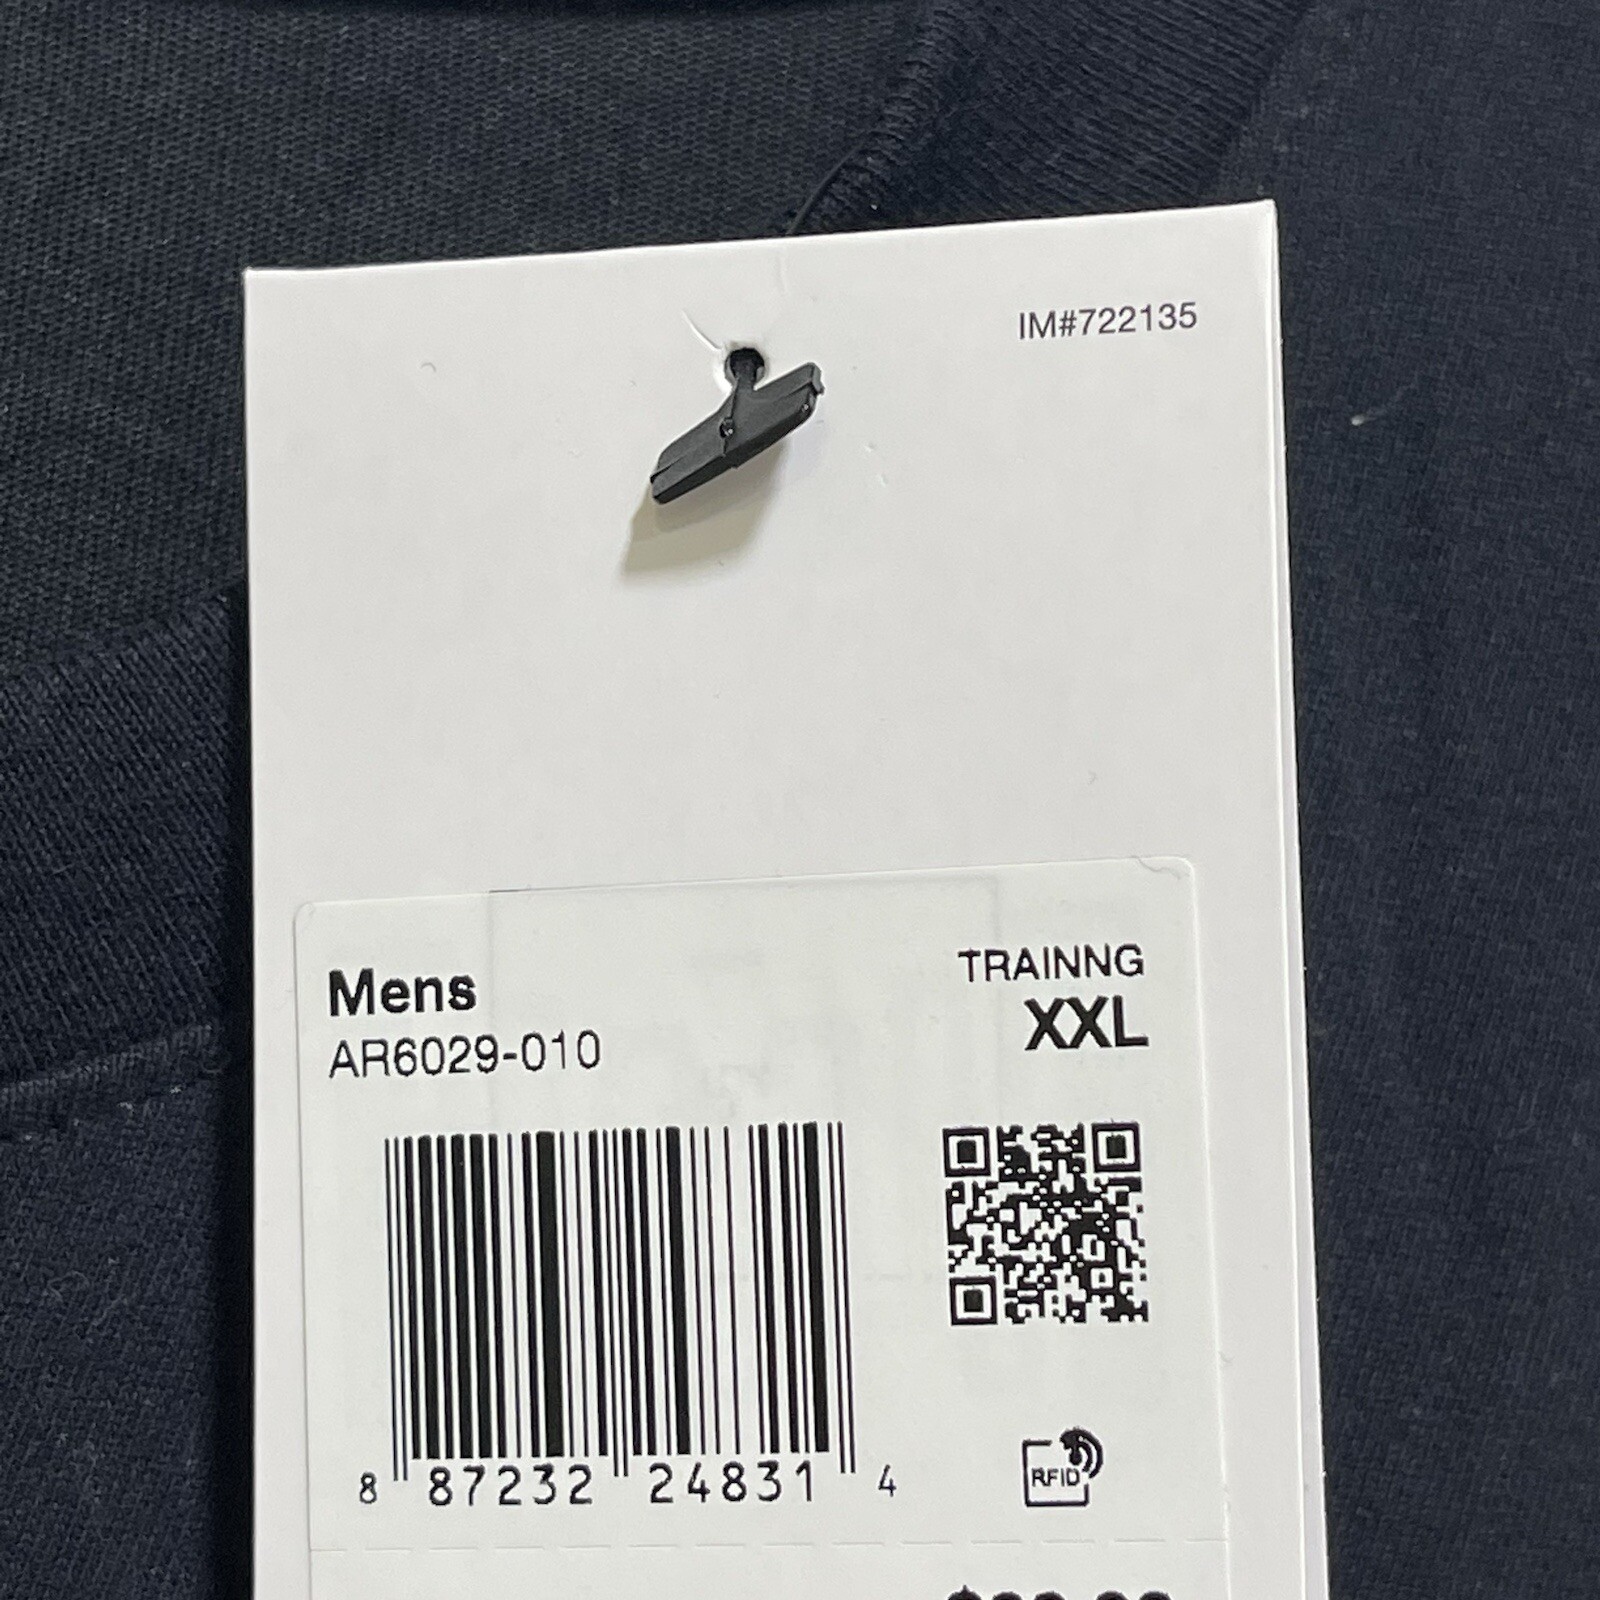 IM#722135
Mens
TRAINNG
AR6029-010
XXL
RFID
8 87232 24831 4